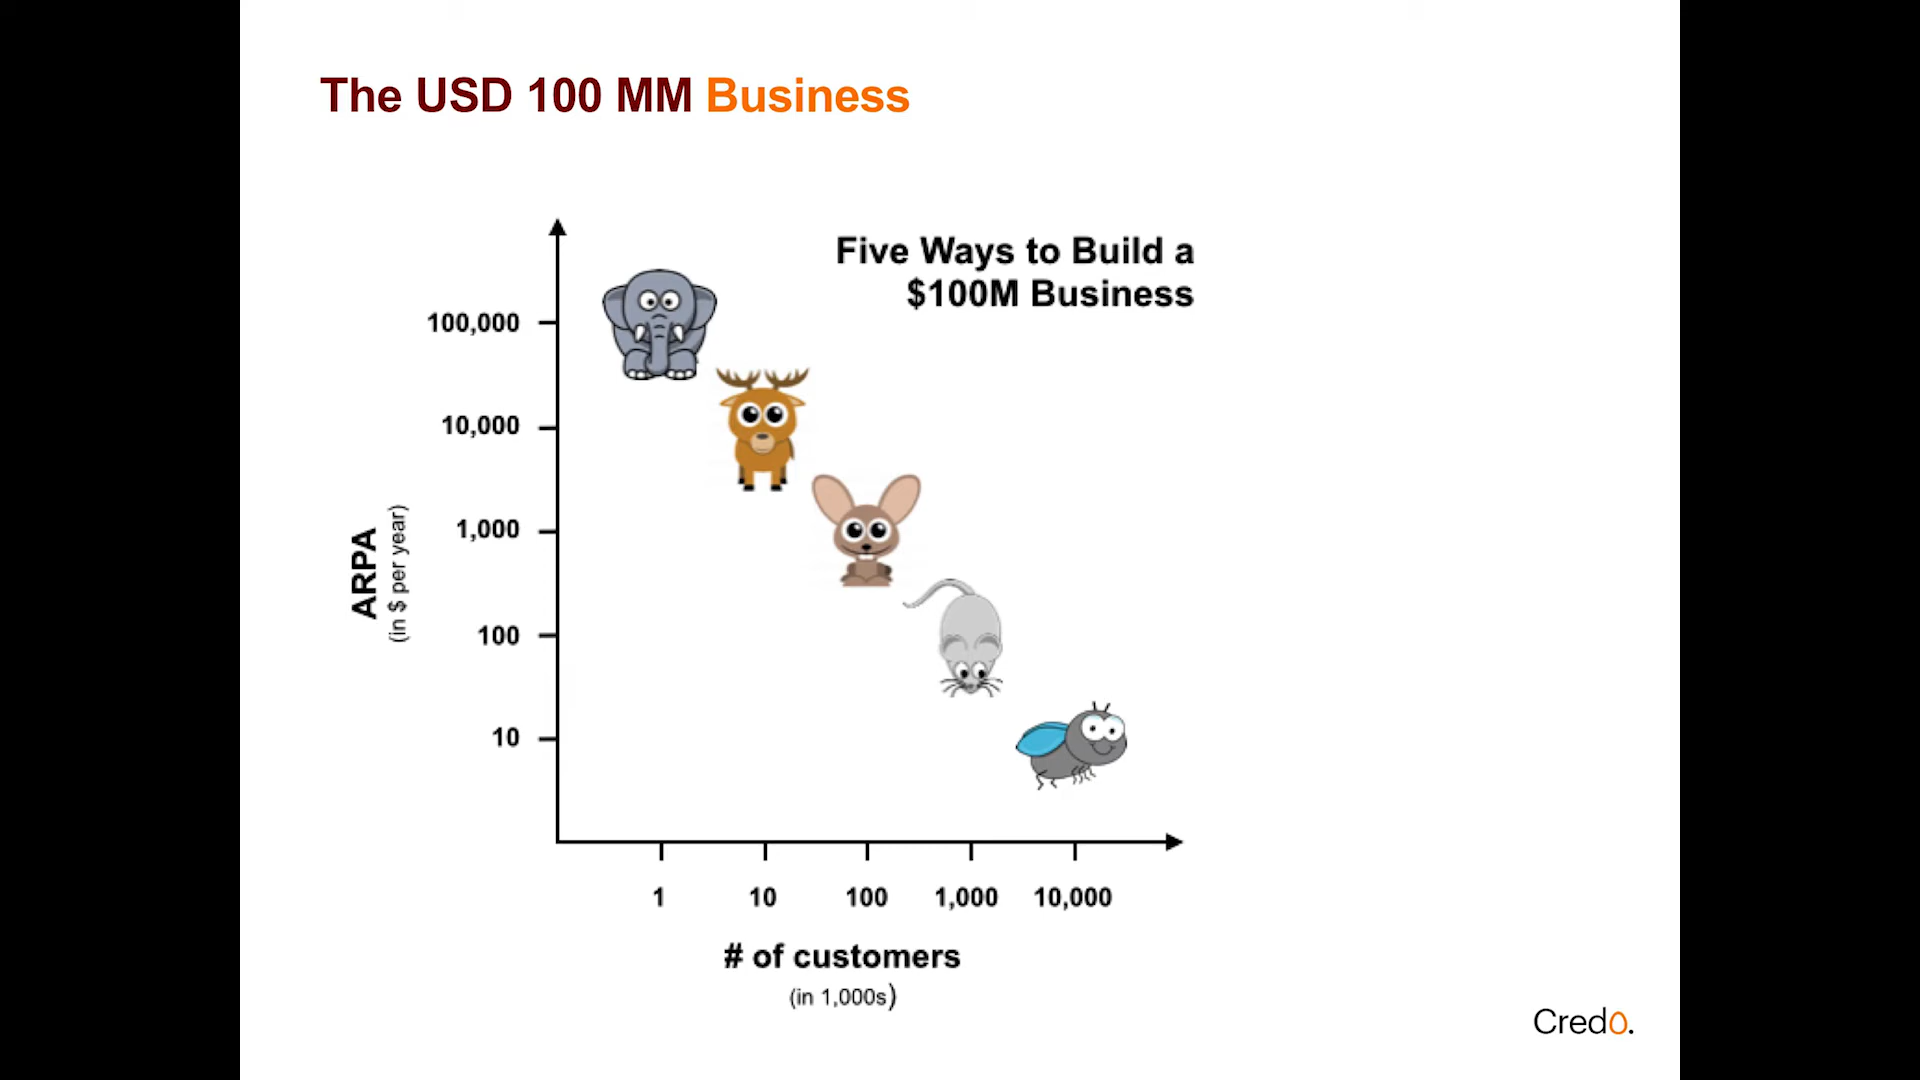 The USD 100 MM Business
Five Ways to Build a
$100M Business
100,000
10,000
1,000
100
10
ARPA
(in $ per year)
1 10 100 1,000 10,000
# of customers
(in 1,000s)
Credo.